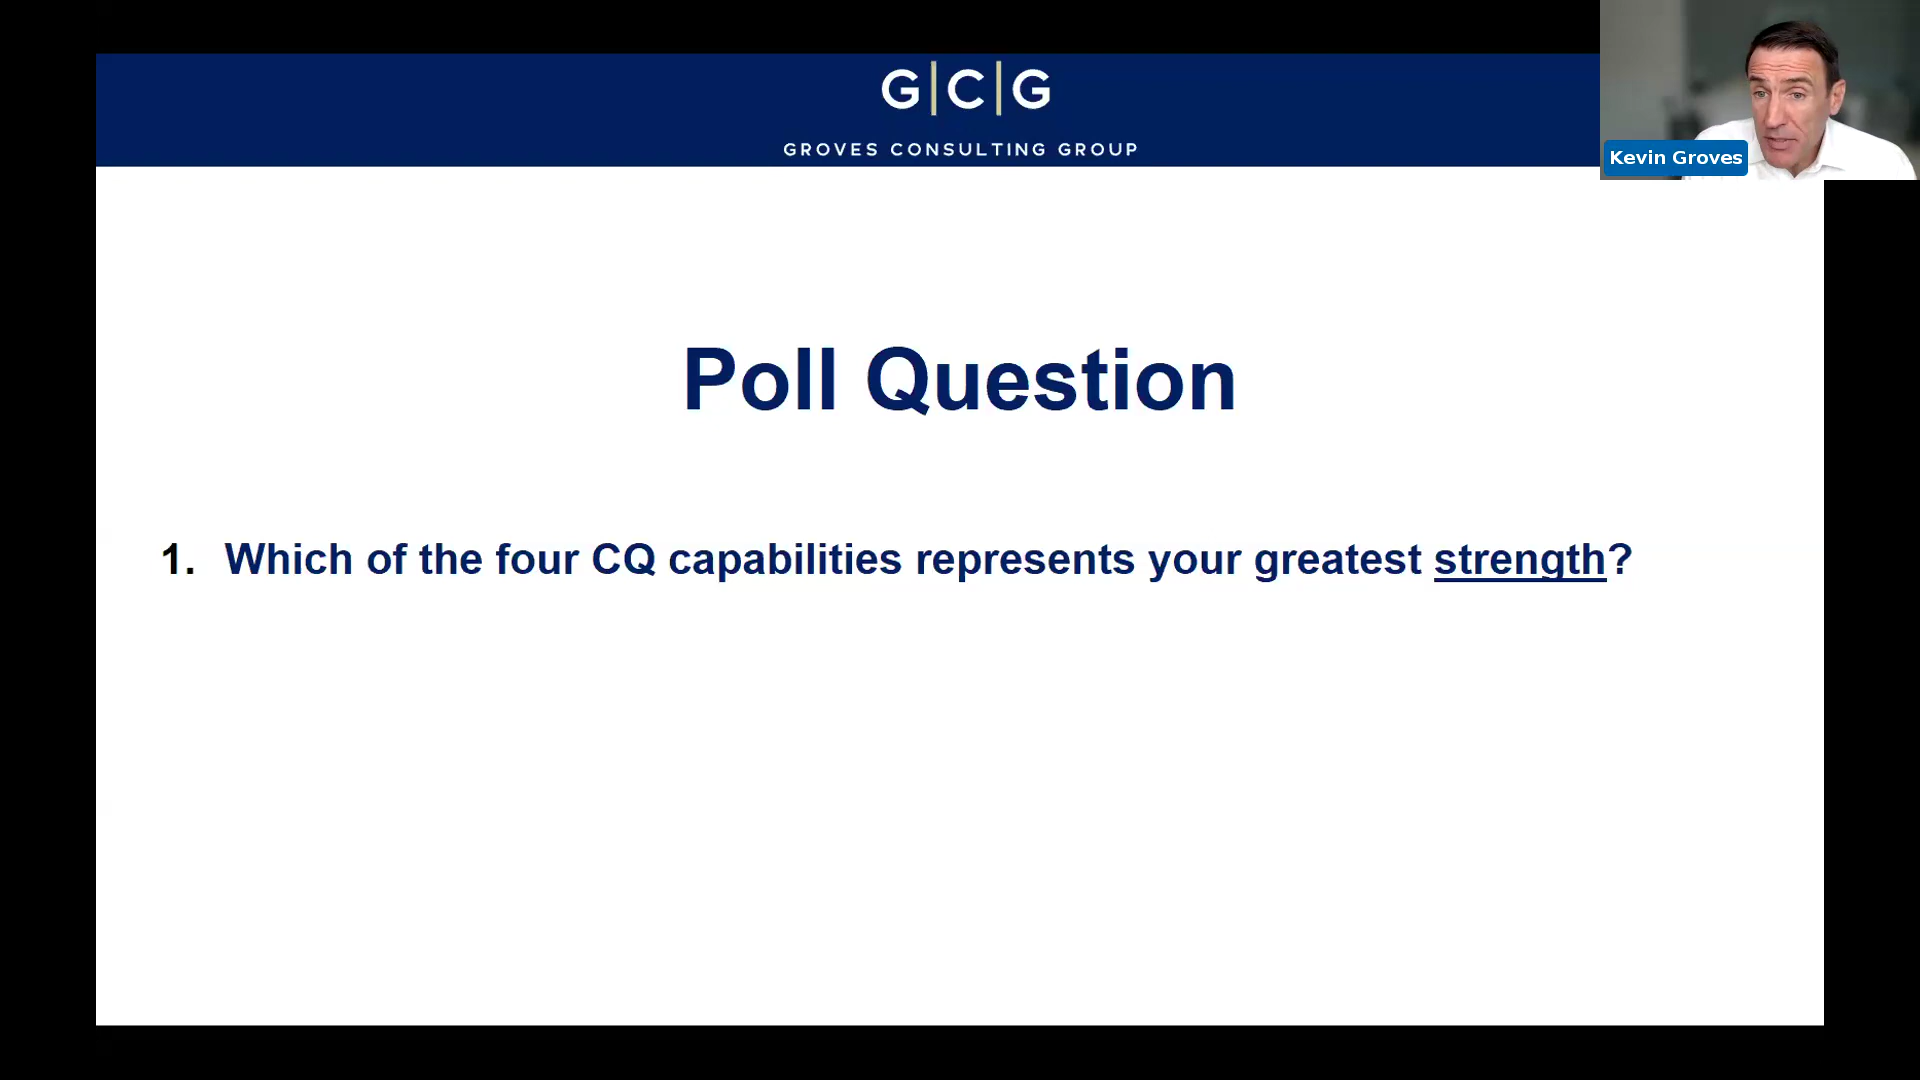 G|C|G
GROVES CONSULTING GROUP
Kevin Groves
Poll Question
1. Which of the four CQ capabilities represents your greatest strength?